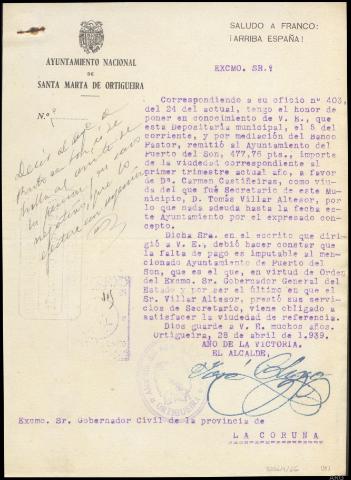 SALUDO A FRANCO:
¡ARRIBA ESPAÑA!
AYUNTAMIENTO NACIONAL
DE
SANTA MARTA DE ORTIGUEIRA
N.º
EXCMO. SR.:
Correspondiendo a su oficio nº 403,
del 24 del actual, tengo el honor de
poner en conocimiento de V. E., que
esta Depositaría municipal, el 5 del
corriente, y por mediación del Banco
Pastor, remitió al Ayuntamiento del
Puerto del Son, 477,76 pts., importe
de la viudedad correspondiente al
primer trimestre actual año, a favor
de Dª. Carmen Castiñeiras, como viu-
da del que fué Secretario de este Mu-
nicipio, D. Tomás Villar Altesor, por
lo que nada adeuda hasta la fecha es-
te Ayuntamiento por el expresado con-
cepto.
Dicha Sra. en el escrito que di-
rigió a V. E., debió hacer constar que
la falta de pago es imputable al men-
cionado Ayuntamiento de Puerto del
Son, que es el que, en virtud de Orden
del Excmo. Sr. Gobernador General del
Estado y por ser el último en que el
Sr. Villar Altesor, prestó sus servi-
cios de Secretario, viene obligado a
satisfacer la viudedad de referencia.
Dios guarde a V. E. muchos años.
Ortigueira, 28 de abril de 1.939.
AÑO DE LA VICTORIA.
EL ALCALDE,
ORTIGUEIRA
Excmo. Sr. Gobernador Civil de la provincia de
LA CORUÑA